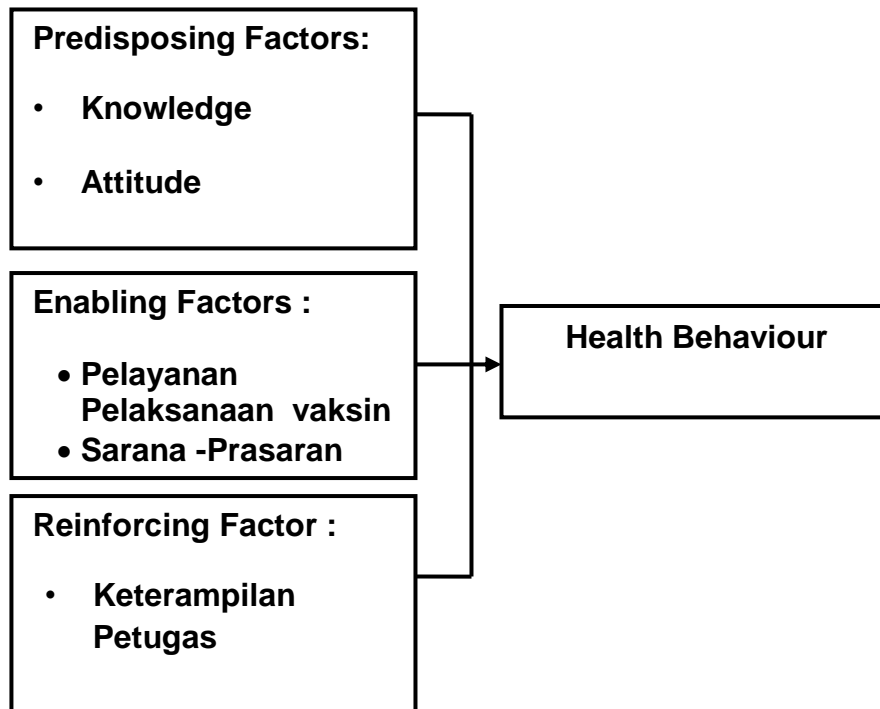 Predisposing Factors:
• Knowledge
• Attitude
Enabling Factors :
• Pelayanan
Pelaksanaan vaksin
• Sarana -Prasaran
Reinforcing Factor :
• Keterampilan
Petugas
Health Behaviour